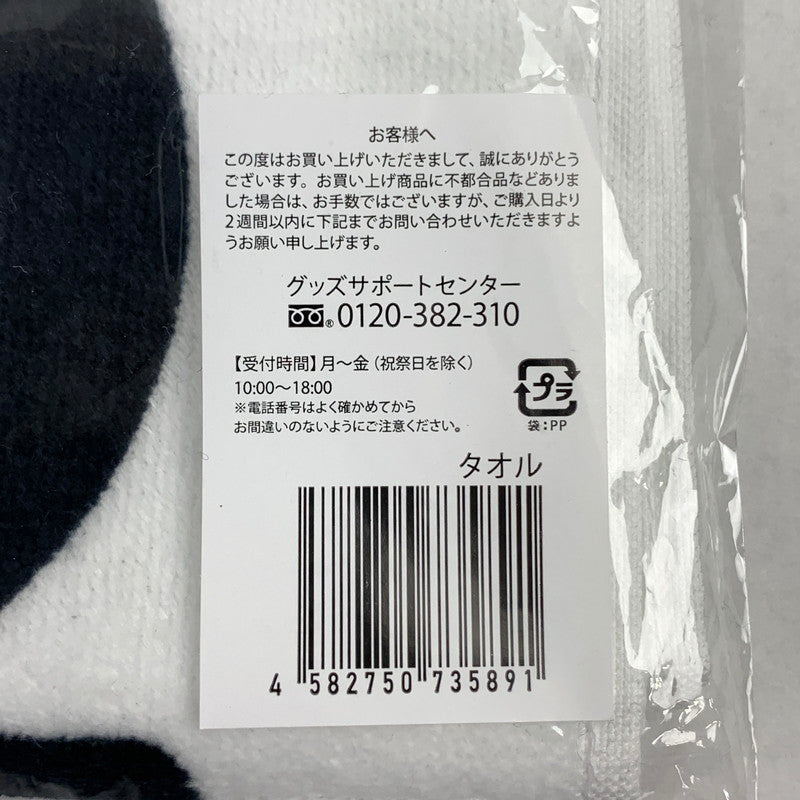 お客様へ
この度はお買い上げいただきまして、誠にありがとう
ございます。お買い上げ商品に不都合品などありま
した場合は、お手数ではございますが、ご購入日より
2週間以内に下記までお問い合わせいただきますよ
うお願い申し上げます。
グッズサポートセンター
®0120-382-310
【受付時間】月～金（祝祭日を除く）
10:00～18:00
※電話番号はよく確かめてから
お間違いのないようにご注意ください。
プラ
袋：PP
タオル
4 582750 735891